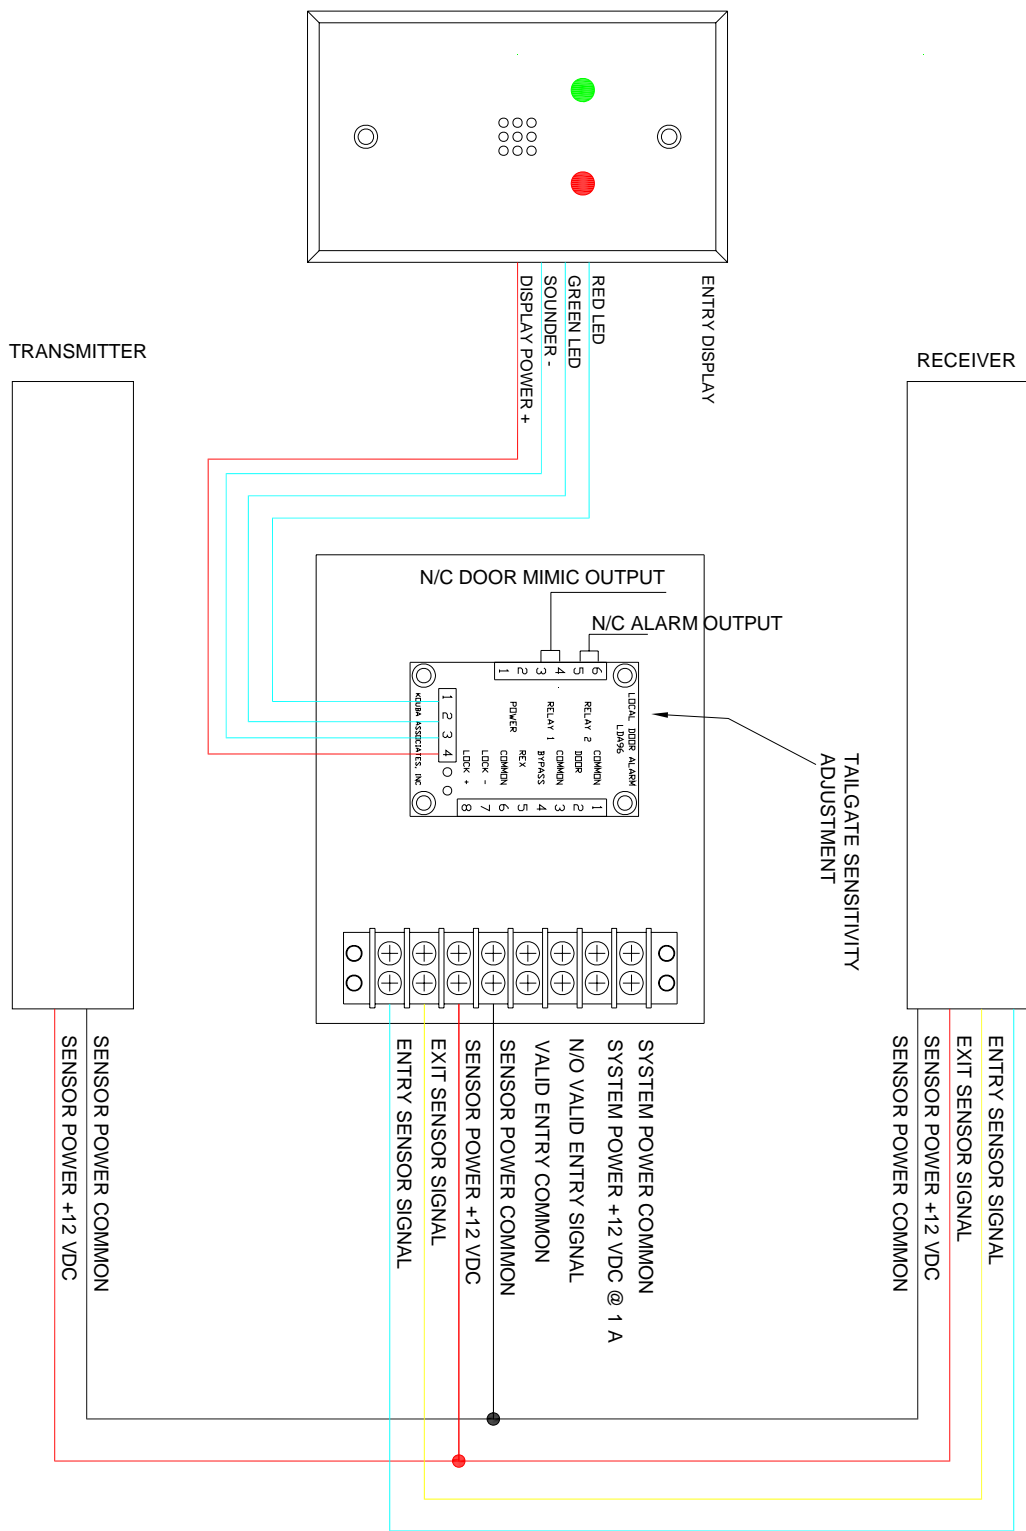 RED LED
GREEN LED
SOUNDER -
DISPLAY POWER +
ENTRY DISPLAY
TRANSMITTER
RECEIVER
N/C DOOR MIMIC OUTPUT
N/C ALARM OUTPUT
1 2 3 4 5 6
LOCAL DOOR ALARM
LDA96
RELAY 2
RELAY 1
POWER
COMMON
DOOR
COMMON
BYPASS
REX
COMMON
LOCK -
LOCK +
1 2 3 4
KOUBA ASSOCIATES, INC
8 7 6 5 4 3 2 1
TAILGATE SENSITIVITY
ADJUSTMENT
SENSOR POWER COMMON
SENSOR POWER +12 VDC
SYSTEM POWER COMMON
SYSTEM POWER +12 VDC @ 1 A
N/O VALID ENTRY SIGNAL
VALID ENTRY COMMON
SENSOR POWER COMMON
SENSOR POWER +12 VDC
EXIT SENSOR SIGNAL
ENTRY SENSOR SIGNAL
ENTRY SENSOR SIGNAL
EXIT SENSOR SIGNAL
SENSOR POWER +12 VDC
SENSOR POWER COMMON